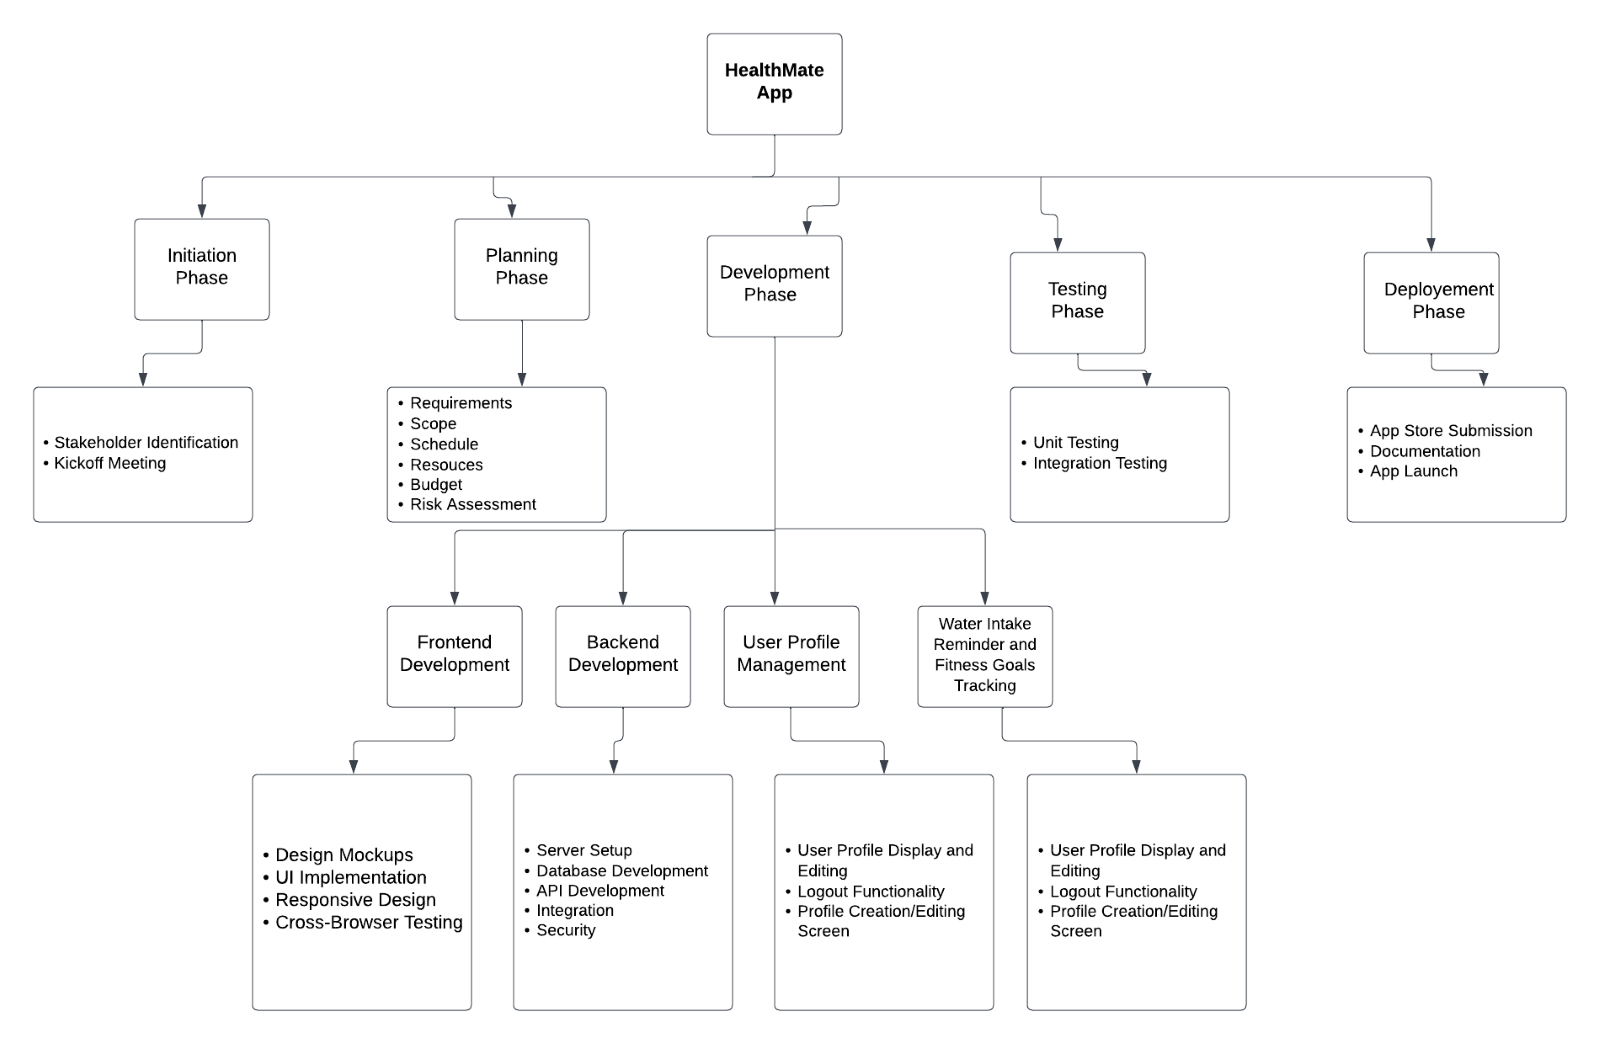 HealthMate
App
Initiation
Phase
Planning
Phase
Development
Phase
Testing
Phase
Deployement
Phase
• Stakeholder Identification
• Kickoff Meeting
• Requirements
• Scope
• Schedule
• Resouces
• Budget
• Risk Assessment
• Unit Testing
• Integration Testing
• App Store Submission
• Documentation
• App Launch
Frontend
Development
Backend
Development
User Profile
Management
Water Intake
Reminder and
Fitness Goals
Tracking
• Design Mockups
• UI Implementation
• Responsive Design
• Cross-Browser Testing
• Server Setup
• Database Development
• API Development
• Integration
• Security
• User Profile Display and
Editing
• Logout Functionality
• Profile Creation/Editing
Screen
• User Profile Display and
Editing
• Logout Functionality
• Profile Creation/Editing
Screen